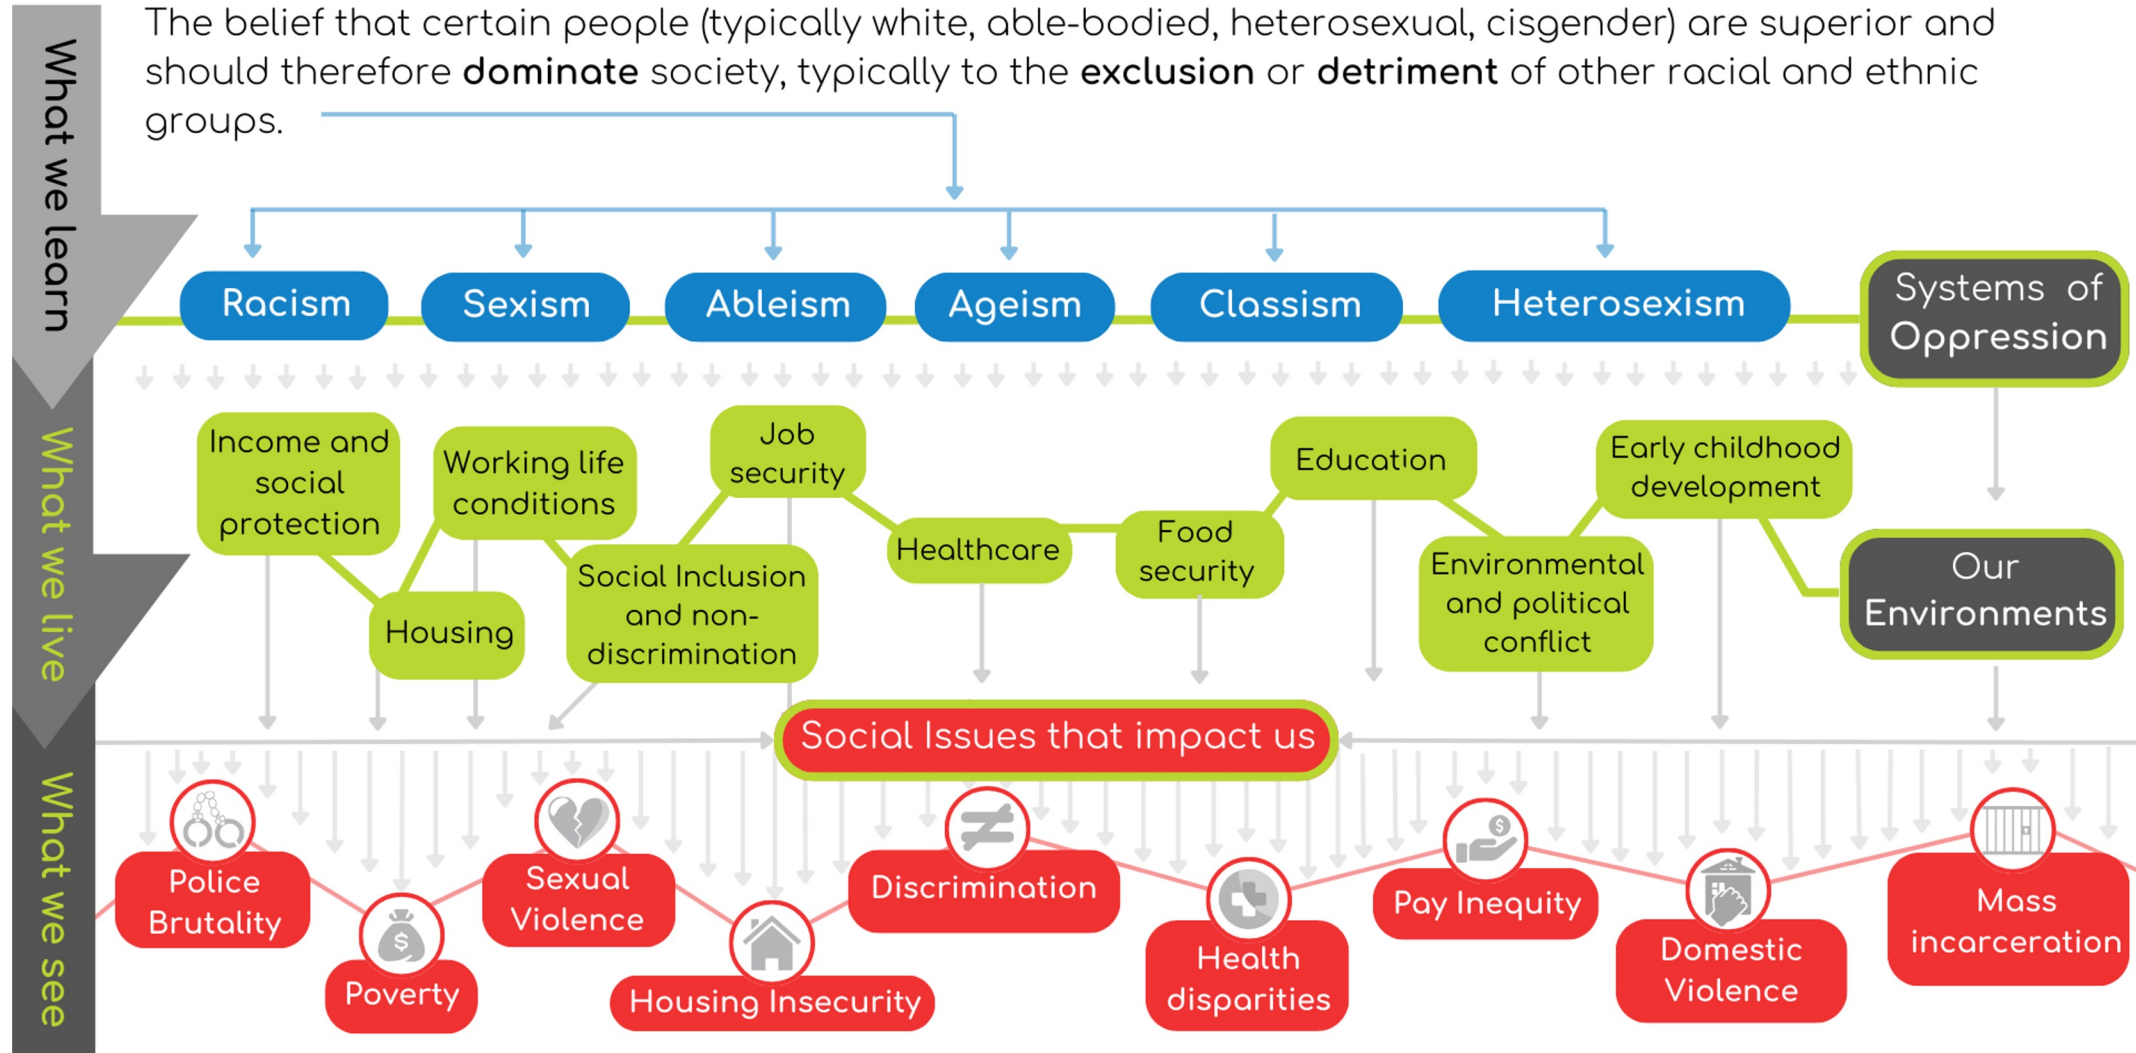 What we learn
The belief that certain people (typically white, able-bodied, heterosexual, cisgender) are superior and
should therefore dominate society, typically to the exclusion or detriment of other racial and ethnic
groups.
Racism
Sexism
Ableism
Ageism
Classism
Heterosexism
Systems of
Oppression
What we live
Income and
social
protection
Housing
Working life
conditions
Social Inclusion
and non-
discrimination
Job
security
Healthcare
Food
security
Education
Environmental
and political
conflict
Early childhood
development
Our
Environments
Social Issues that impact us
What we see
Police
Brutality
$
Poverty
Sexual
Violence
Housing Insecurity
Discrimination
Health
disparities
$
Pay Inequity
Domestic
Violence
Mass
incarceration